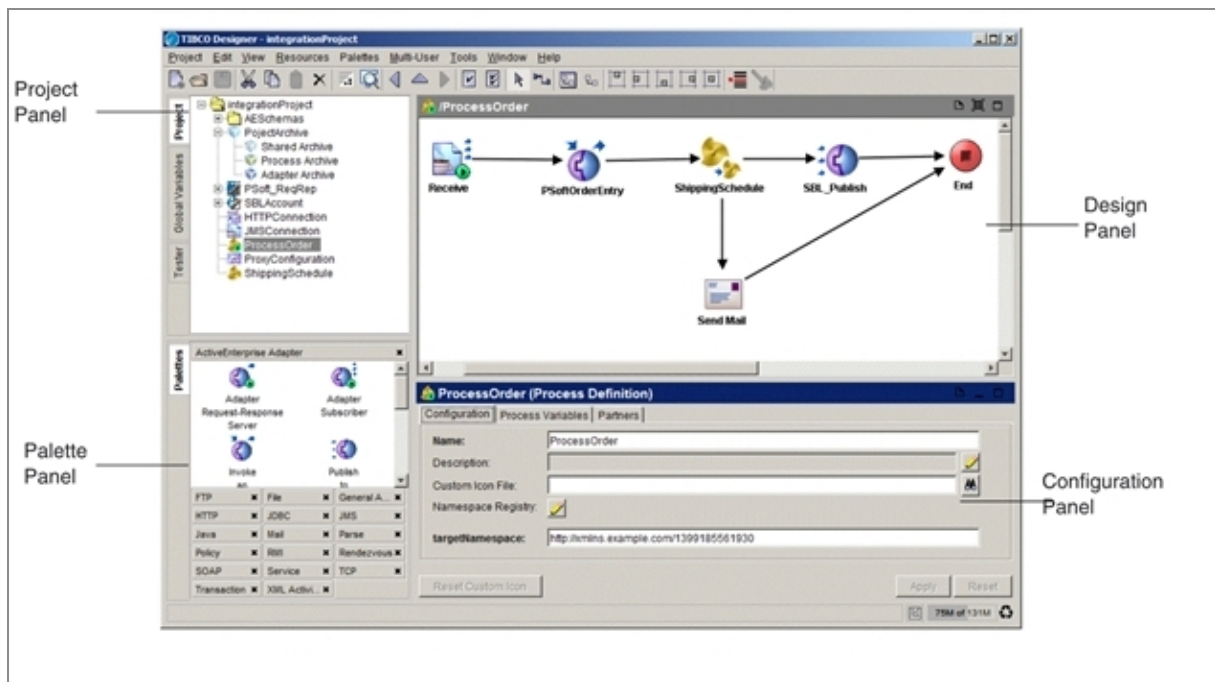 TIBCO Designer - integrationProject
Project Edit View Resources Palettes Multi-User Tools Window Help
Project
Panel
Project
Global Variables
Tester
integrationProject
AESchemas
PojectArchive
Shared Archive
Process Archive
Adapter Archive
PSoft_ReqRep
SBLAccount
HTTPConnection
JMSConnection
ProcessOrder
ProxyConfiguration
ShippingSchedule
/ProcessOrder
Receive
PSoftOrderEntry
ShippingSchedule
SBL_Publish
End
Send Mail
Design
Panel
Palettes
ActiveEnterprise Adapter
Adapter
Request-Response
Server
Adapter
Subscriber
Invoke
an
Publish
to
FTP File General A...
HTTP JDBC JMS
Java Mail Parse
Policy RMI Rendezvous
SOAP Service TCP
Transaction XML Activi...
Palette
Panel
ProcessOrder (Process Definition)
Configuration Process Variables Partners
Name: ProcessOrder
Description:
Custom Icon File:
Namespace Registry:
targetNamespace: http://xmlns.example.com/1399185561930
Reset Custom Icon Apply Reset
Configuration
Panel
75M of 131M